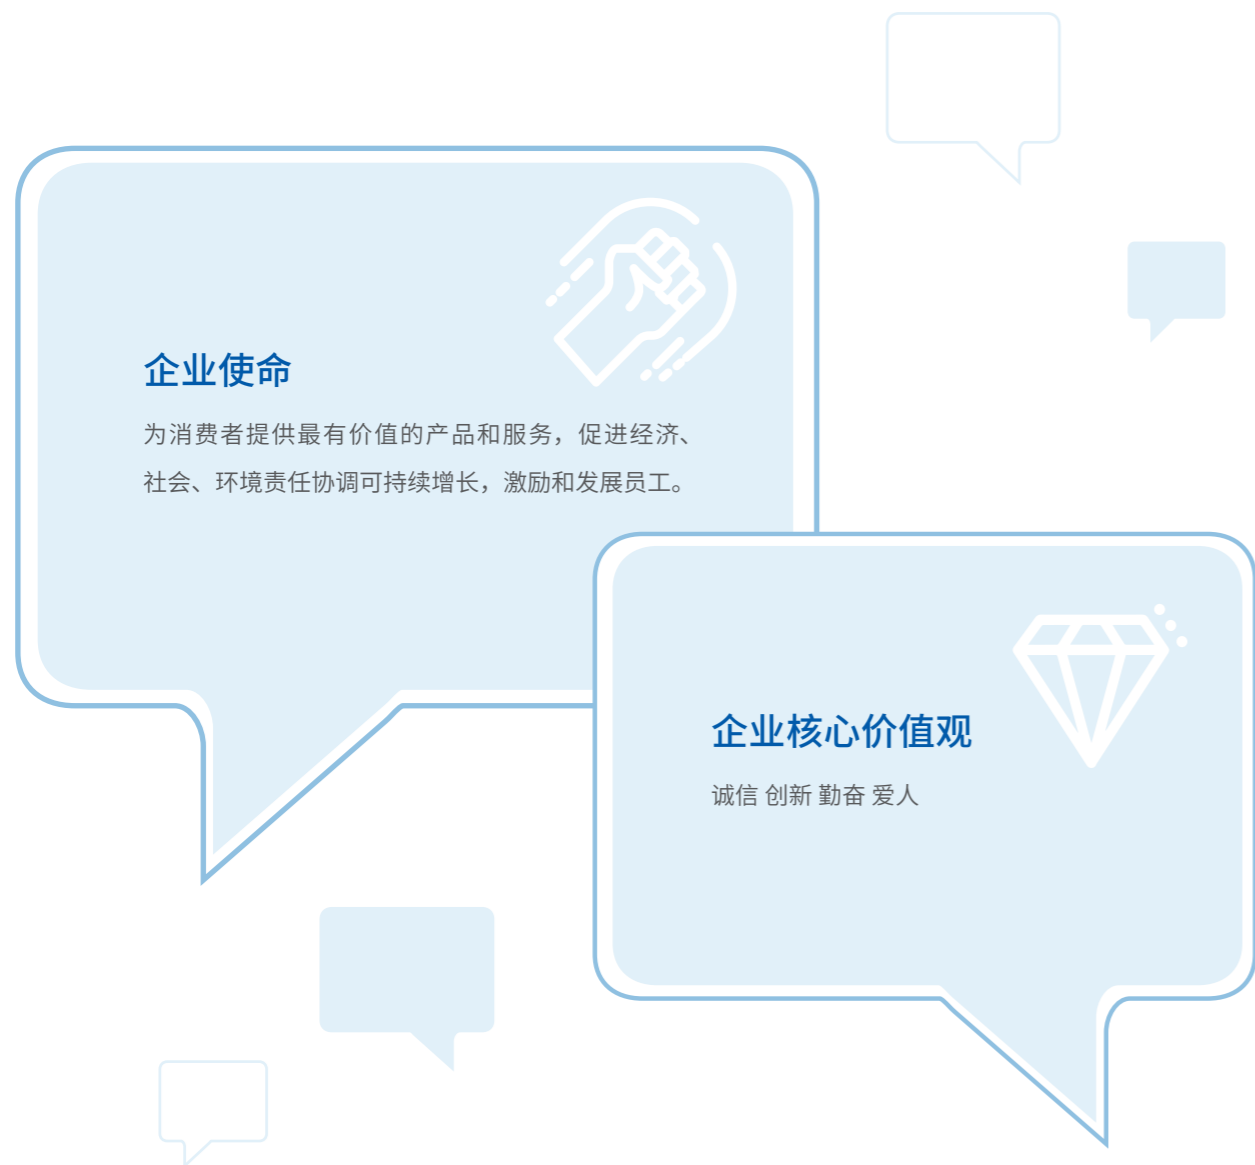 企业使命
为消费者提供最有价值的产品和服务，促进经济、
社会、环境责任协调可持续增长，激励和发展员工。
企业核心价值观
诚信 创新 勤奋 爱人